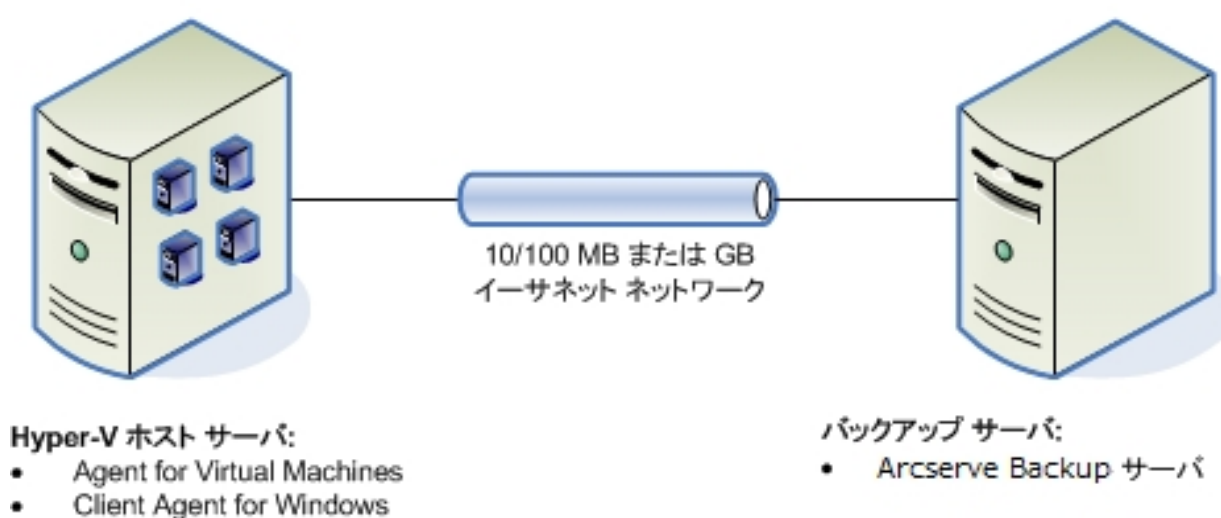 10/100 MB または GB
イーサネット ネットワーク
Hyper-V ホスト サーバ:
• Agent for Virtual Machines
• Client Agent for Windows
バックアップ サーバ:
• Arcserve Backup サーバ